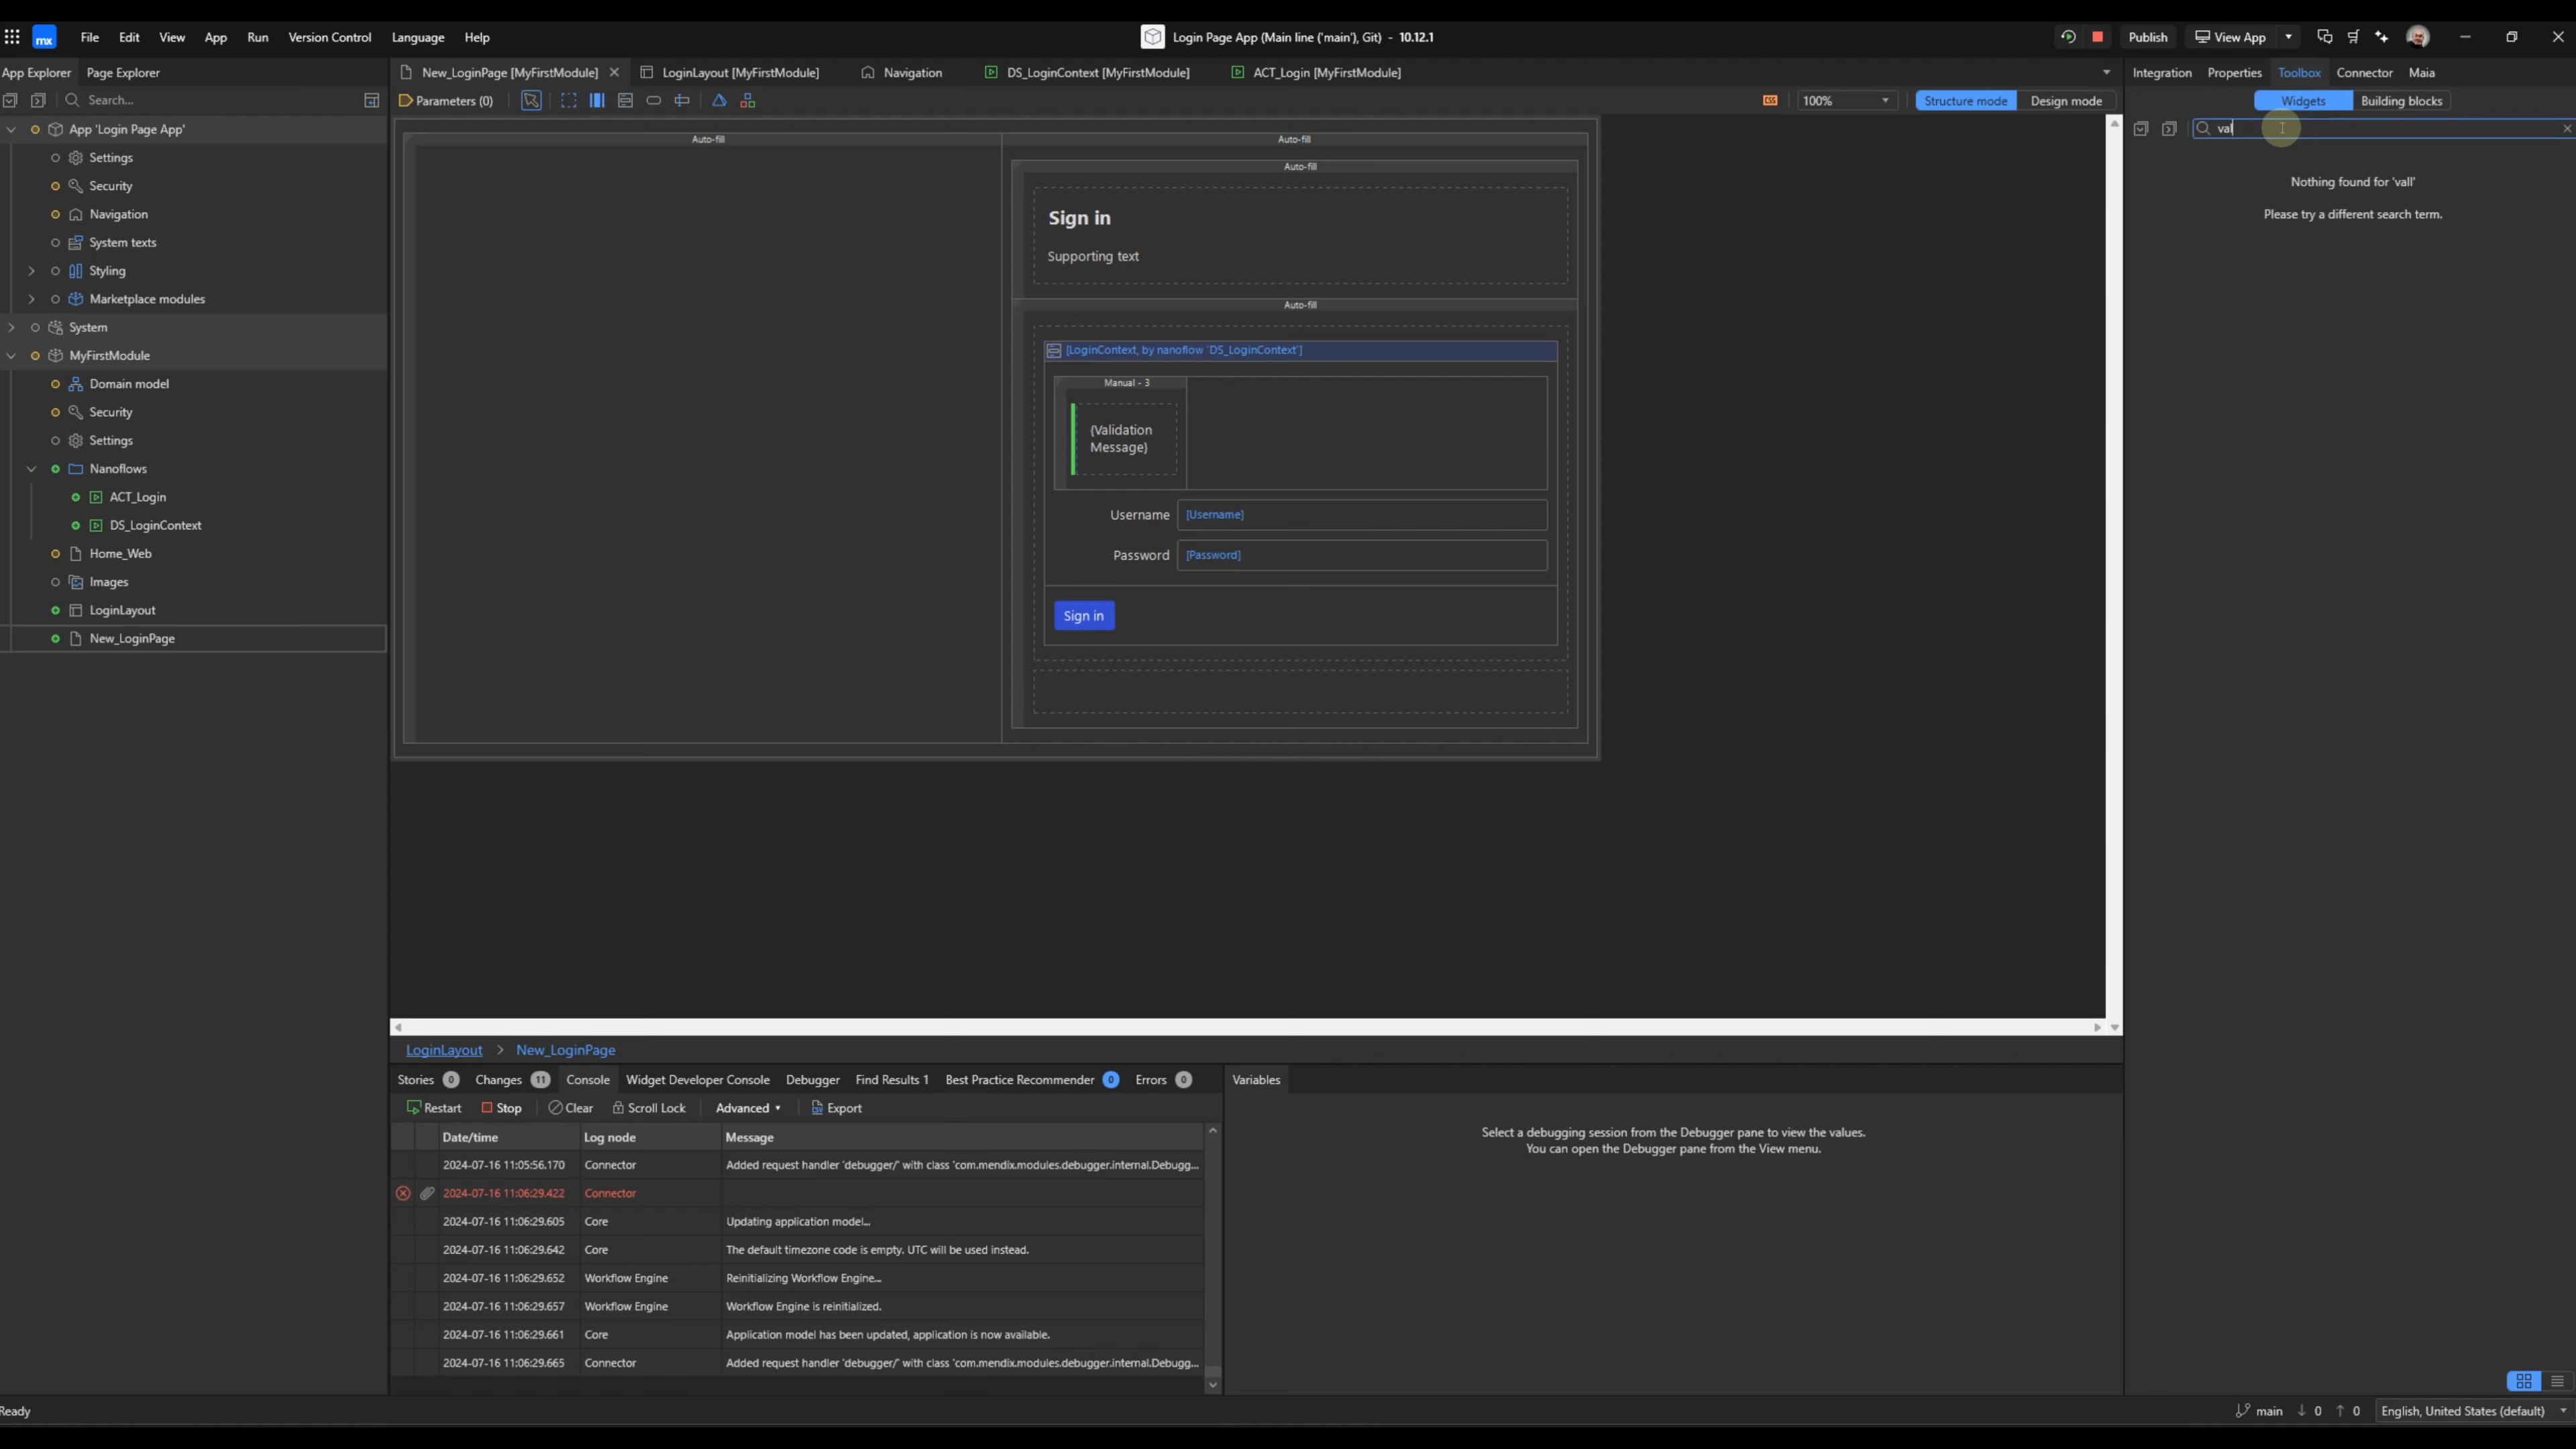 mx File Edit View App Run Version Control Language Help
Login Page App (Main line ('main'), Git) - 10.12.1
Publish View App
App Explorer Page Explorer
New_LoginPage [MyFirstModule] LoginLayout [MyFirstModule] Navigation DS_LoginContext [MyFirstModule] ACT_Login [MyFirstModule]
Integration Properties Toolbox Connector Maia
Search...
Parameters (0)
CSS 100% Structure mode Design mode
Widgets Building blocks
val
Nothing found for 'vall'
Please try a different search term.
App 'Login Page App'
Settings
Security
Navigation
System texts
Styling
Marketplace modules
System
MyFirstModule
Domain model
Security
Settings
Nanoflows
ACT_Login
DS_LoginContext
Home_Web
Images
LoginLayout
New_LoginPage
Auto-fill
Auto-fill
Auto-fill
Sign in
Supporting text
Auto-fill
[LoginContext, by nanoflow 'DS_LoginContext']
Manual - 3
{Validation
Message}
Username [Username]
Password [Password]
Sign in
LoginLayout > New_LoginPage
Stories 0 Changes 11 Console Widget Developer Console Debugger Find Results 1 Best Practice Recommender 0 Errors 0
Variables
Restart Stop Clear Scroll Lock Advanced Export
Date/time Log node Message
2024-07-16 11:05:56.170 Connector Added request handler 'debugger/' with class 'com.mendix.modules.debugger.internal.Debugg...
2024-07-16 11:06:29.422 Connector
2024-07-16 11:06:29.605 Core Updating application model...
2024-07-16 11:06:29.642 Core The default timezone code is empty. UTC will be used instead.
2024-07-16 11:06:29.652 Workflow Engine Reinitializing Workflow Engine...
2024-07-16 11:06:29.657 Workflow Engine Workflow Engine is reinitialized.
2024-07-16 11:06:29.661 Core Application model has been updated, application is now available.
2024-07-16 11:06:29.665 Connector Added request handler 'debugger/' with class 'com.mendix.modules.debugger.internal.Debugg...
Select a debugging session from the Debugger pane to view the values.
You can open the Debugger pane from the View menu.
Ready
main 0 0 English, United States (default)